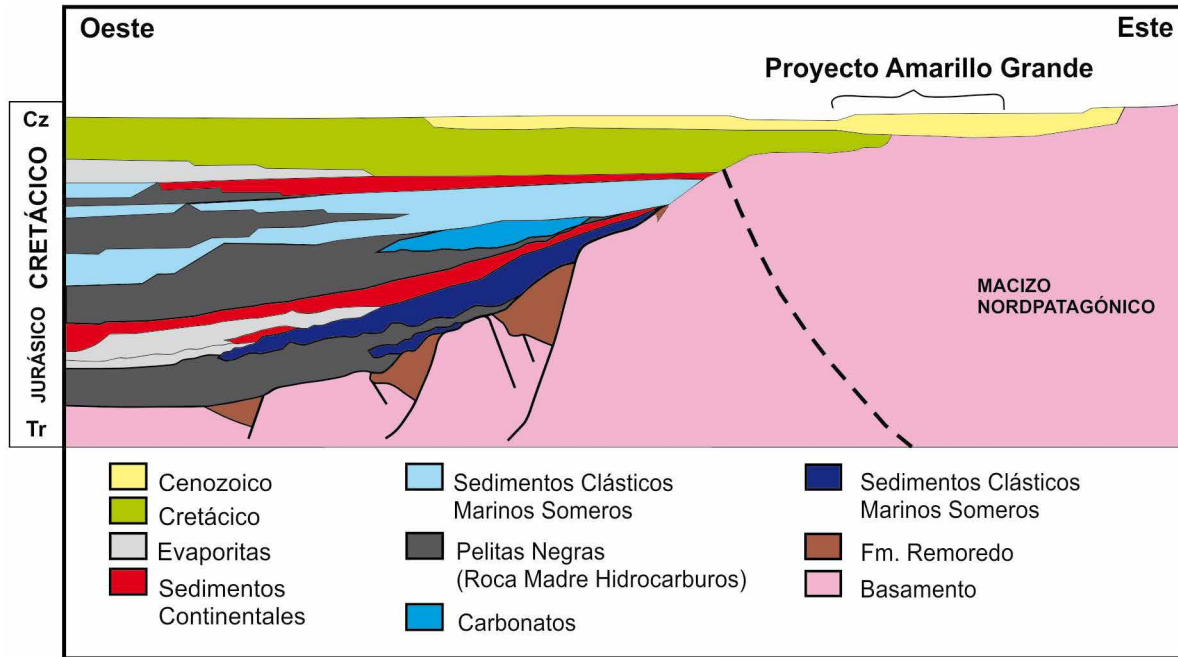 Oeste
Este
Proyecto Amarillo Grande
Cz
CRETÁCICO
JURÁSICO
Tr
MACIZO
NORDPATAGÓNICO
Cenozoico
Cretácico
Evaporitas
Sedimentos
Continentales
Sedimentos Clásticos
Marinos Someros
Pelitas Negras
(Roca Madre Hidrocarburos)
Carbonatos
Sedimentos Clásticos
Marinos Someros
Fm. Remoredo
Basamento